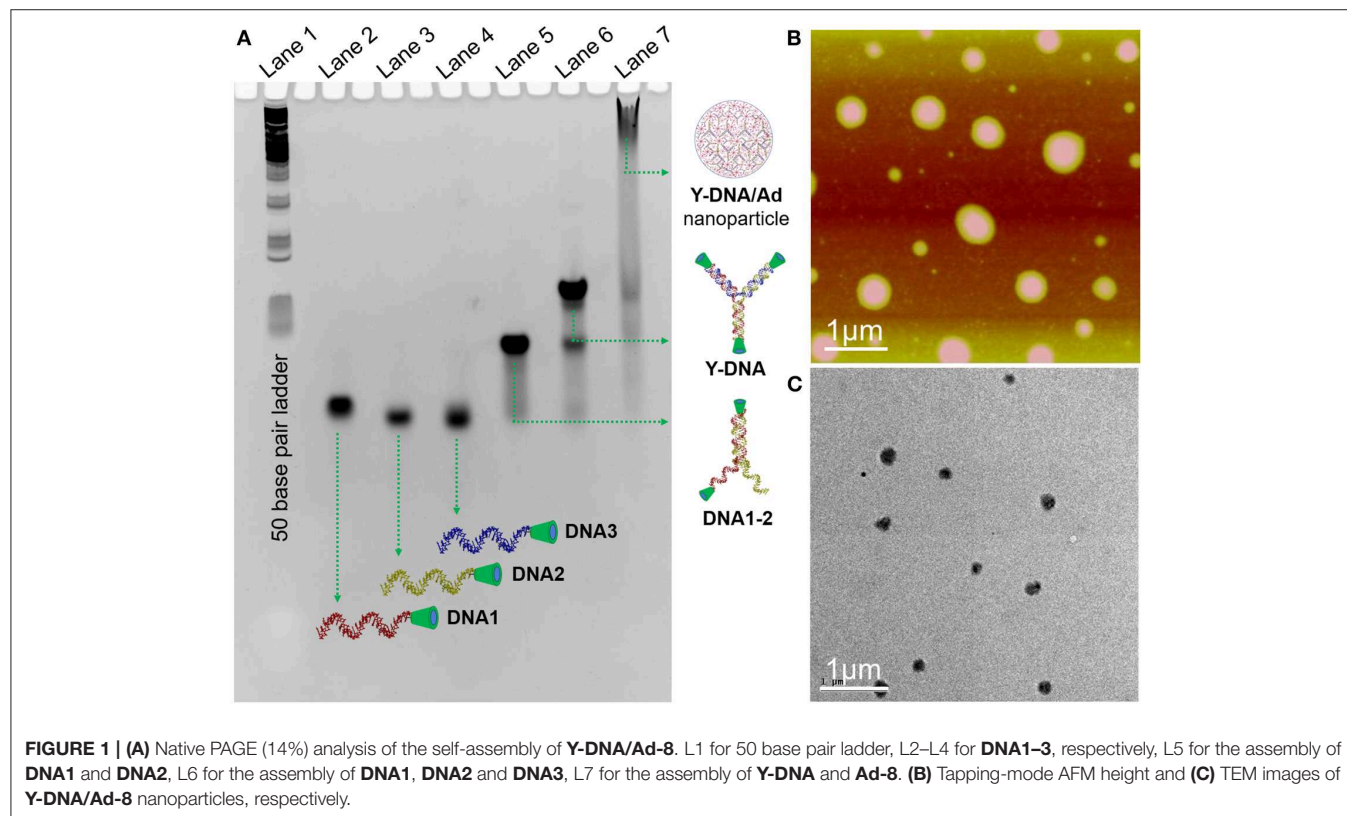 A
Lane 1
Lane 2
Lane 3
Lane 4
Lane 5
Lane 6
Lane 7
50 base pair ladder
DNA3
DNA2
DNA1
Y-DNA/Ad
nanoparticle
Y-DNA
DNA1-2
B
1µm
C
1µm
1 µm
FIGURE 1 | (A) Native PAGE (14%) analysis of the self-assembly of Y-DNA/Ad-8. L1 for 50 base pair ladder, L2–L4 for DNA1–3, respectively, L5 for the assembly of
DNA1 and DNA2, L6 for the assembly of DNA1, DNA2 and DNA3, L7 for the assembly of Y-DNA and Ad-8. (B) Tapping-mode AFM height and (C) TEM images of
Y-DNA/Ad-8 nanoparticles, respectively.